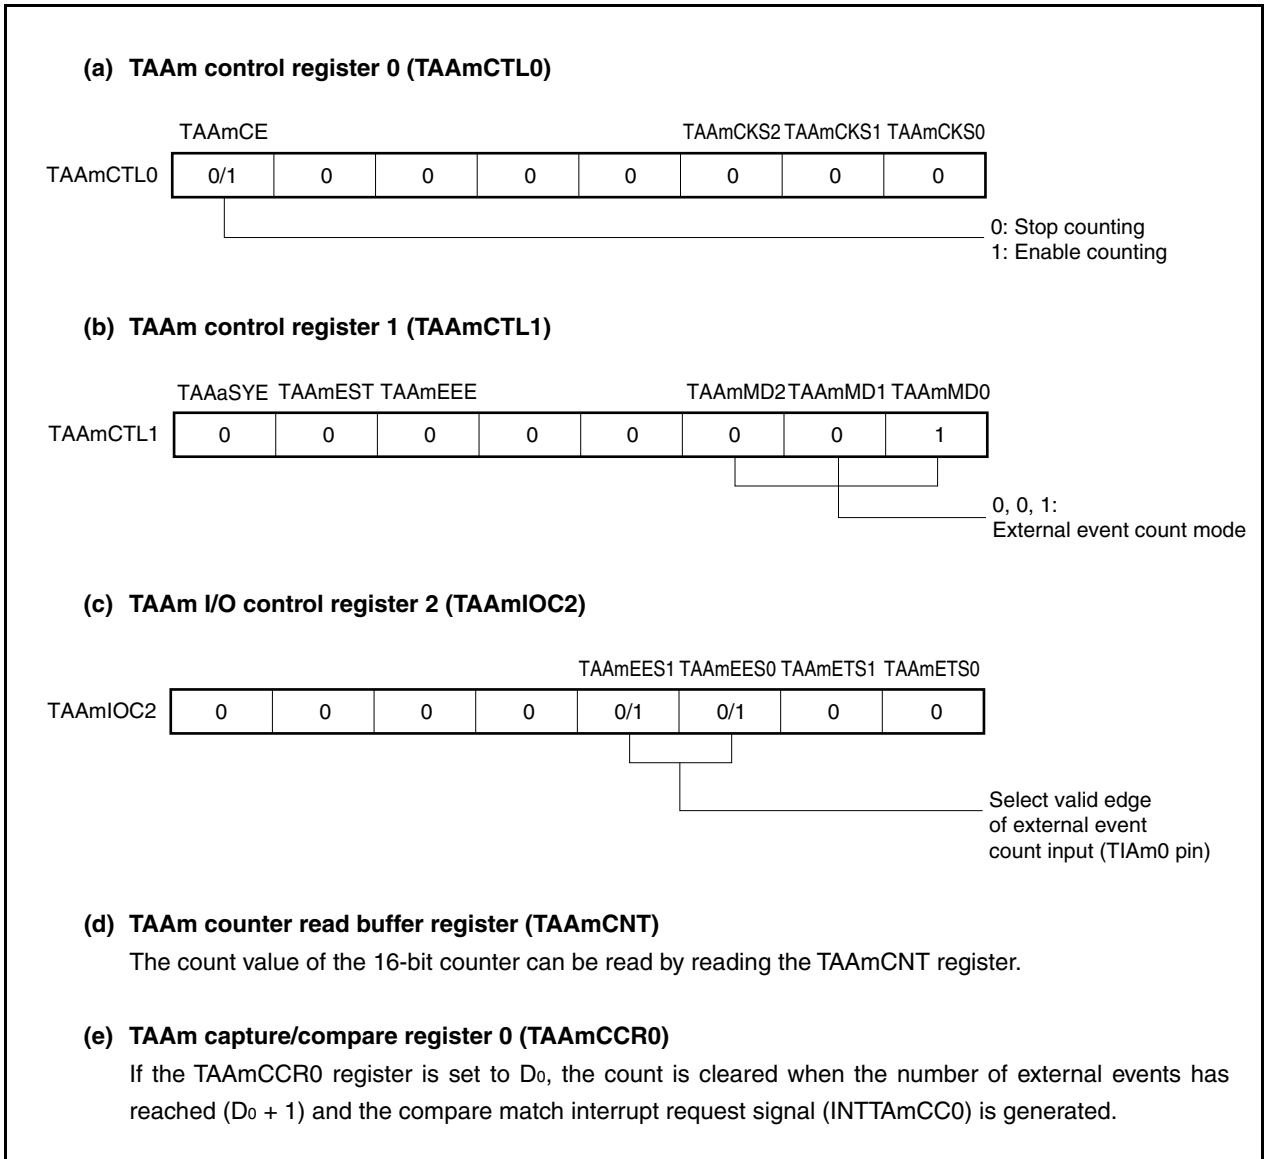 (a) TAAm control register 0 (TAAmCTL0)
TAAmCE TAAmCKS2 TAAmCKS1 TAAmCKS0
TAAmCTL0 0/1 0 0 0 0 0 0 0
0: Stop counting
1: Enable counting
(b) TAAm control register 1 (TAAmCTL1)
TAAaSYE TAAmEST TAAmEEE TAAmMD2 TAAmMD1 TAAmMD0
TAAmCTL1 0 0 0 0 0 0 0 1
0, 0, 1:
External event count mode
(c) TAAm I/O control register 2 (TAAmIOC2)
TAAmEES1 TAAmEES0 TAAmETS1 TAAmETS0
TAAmIOC2 0 0 0 0 0/1 0/1 0 0
Select valid edge
of external event
count input (TIAm0 pin)
(d) TAAm counter read buffer register (TAAmCNT)
The count value of the 16-bit counter can be read by reading the TAAmCNT register.
(e) TAAm capture/compare register 0 (TAAmCCR0)
If the TAAmCCR0 register is set to D0, the count is cleared when the number of external events has
reached (D0 + 1) and the compare match interrupt request signal (INTTAmCC0) is generated.